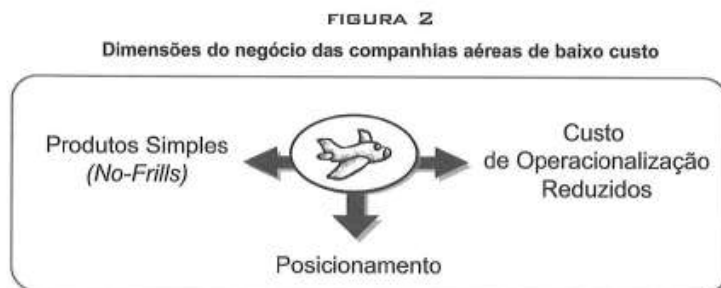 FIGURA 2
Dimensões do negócio das companhias aéreas de baixo custo
Produtos Simples
(No-Frills)
Custo
de Operacionalização
Reduzidos
Posicionamento